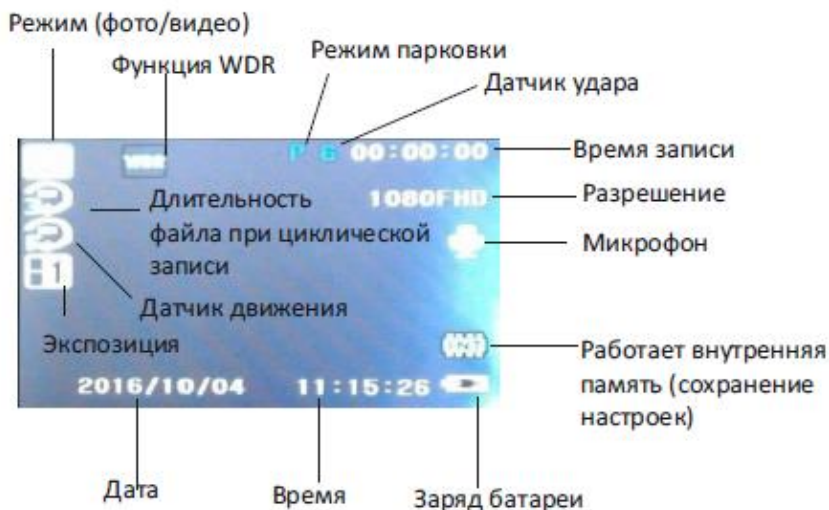 Режим (фото/видео)
Функция WDR
Режим парковки
Датчик удара
WDR
P G 00:00:00
Время записи
Длительность
файла при циклической
записи
1080FHD
Разрешение
Микрофон
1
Датчик движения
Экспозиция
Работает внутренняя
память (сохранение
настроек)
2016/10/04 11:15:26
Дата
Время
Заряд батареи